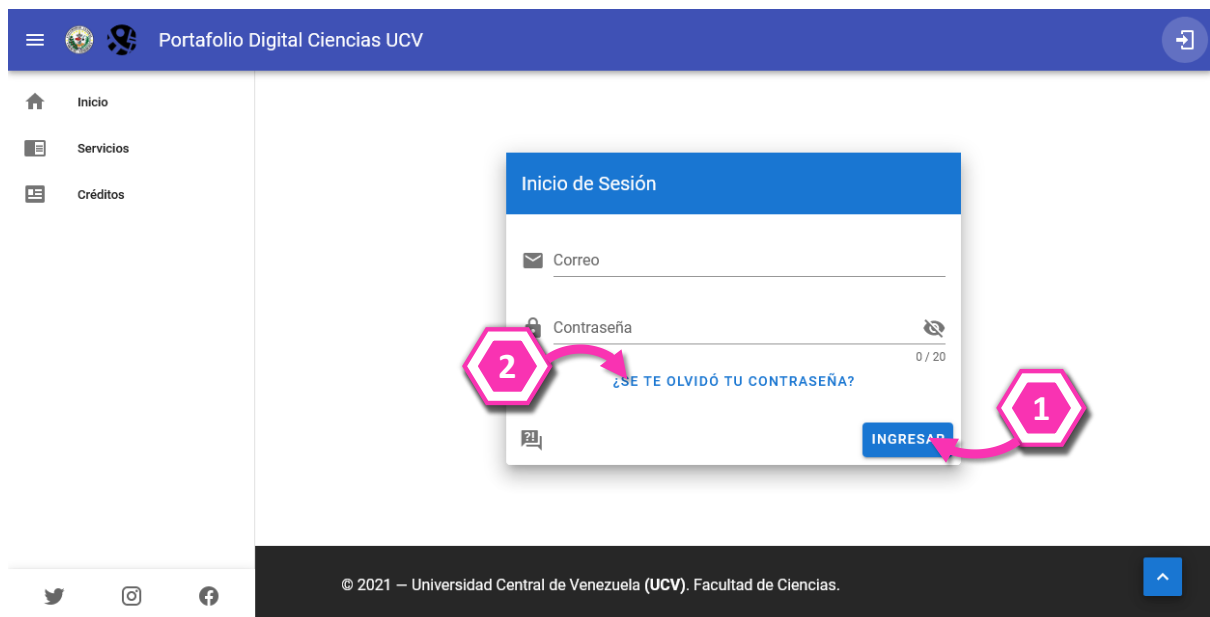 Portafolio Digital Ciencias UCV
Inicio
Servicios
Créditos
Inicio de Sesión
Correo
Contraseña
0 / 20
2
¿SE TE OLVIDÓ TU CONTRASEÑA?
1
INGRESAR
© 2021 — Universidad Central de Venezuela (UCV). Facultad de Ciencias.